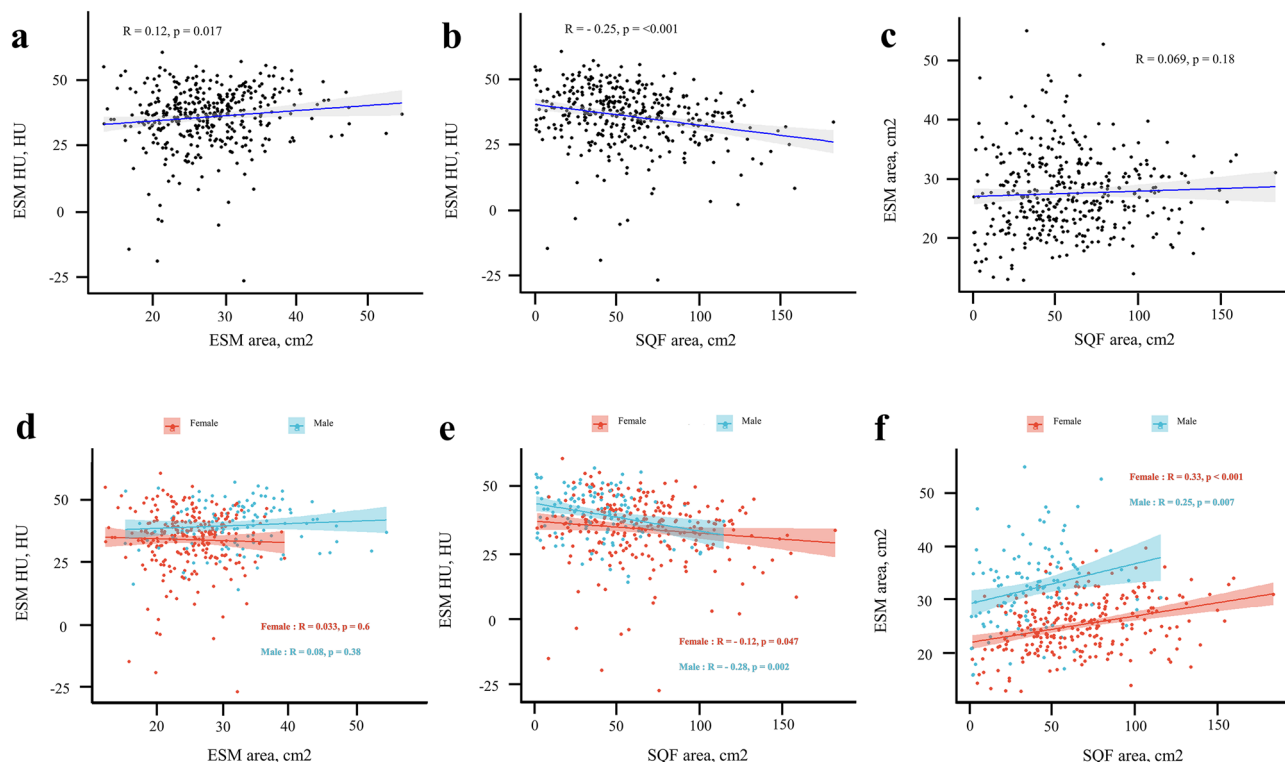 a
R = 0.12, p = 0.017
50
25
0
-25
ESM HU, HU
20
30
40
50
ESM area, cm2
b
R = - 0.25, p = <0.001
50
25
0
-25
ESM HU, HU
0
50
100
150
SQF area, cm2
c
R = 0.069, p = 0.18
50
40
30
20
ESM area, cm2
0
50
100
150
SQF area, cm2
d
Female
Male
50
25
0
-25
ESM HU, HU
Female : R = 0.033, p = 0.6
Male : R = 0.08, p = 0.38
20
30
40
50
ESM area, cm2
e
Female
Male
50
25
0
-25
ESM HU, HU
Female : R = - 0.12, p = 0.047
Male : R = - 0.28, p = 0.002
0
50
100
150
SQF area, cm2
f
Female
Male
Female : R = 0.33, p < 0.001
Male : R = 0.25, p = 0.007
50
40
30
20
ESM area, cm2
0
50
100
150
SQF area, cm2